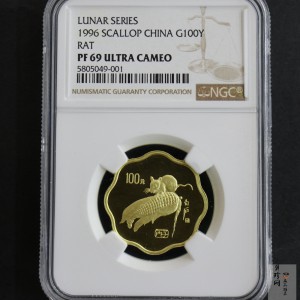 LUNAR SERIES
1996 SCALLOP CHINA G100Y
RAT
PF 69 ULTRA CAMEO
5805049-001
NUMISMATIC GUARANTY CORPORATION
NGC
100元